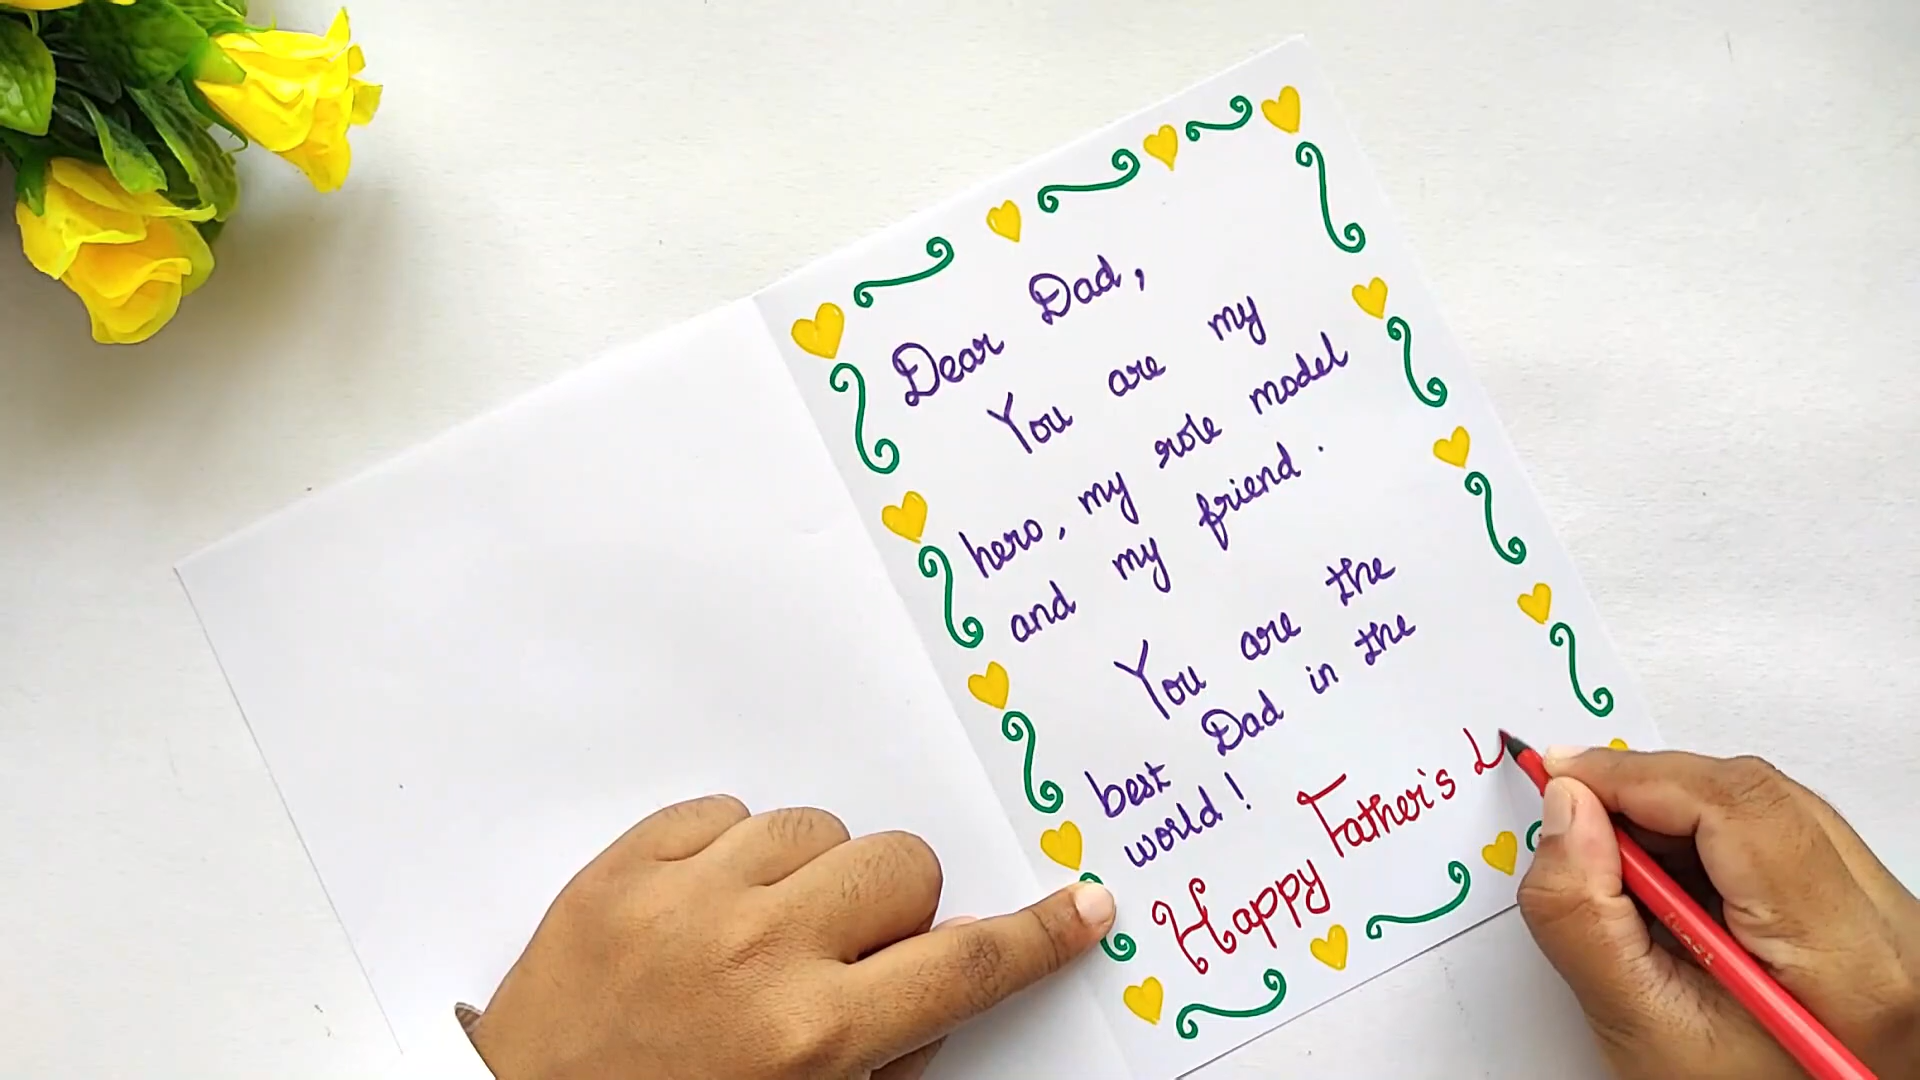 Dear Dad,
You are my
hero, my role model
and my friend.
You are the
best Dad in the
world!
Happy Father's